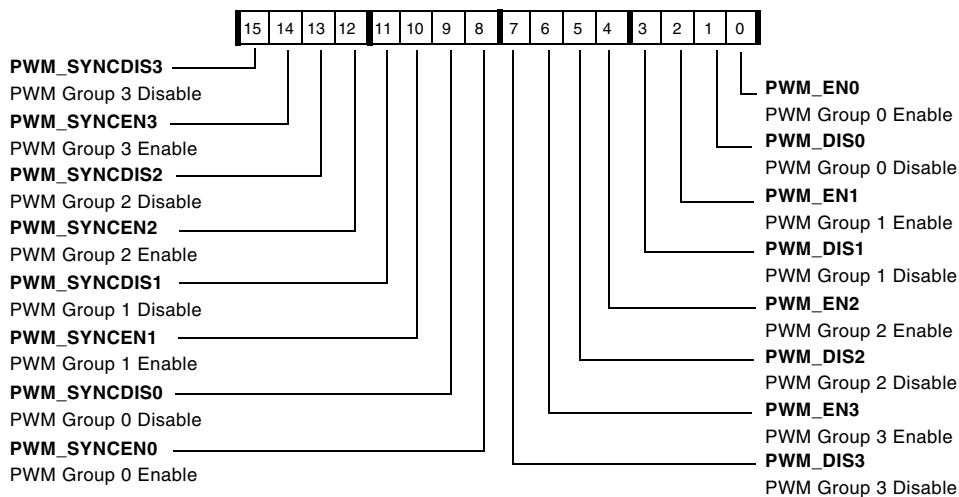 15 14 13 12 11 10 9 8 7 6 5 4 3 2 1 0
PWM_SYNCDIS3
PWM Group 3 Disable
PWM_SYNCEN3
PWM Group 3 Enable
PWM_SYNCDIS2
PWM Group 2 Disable
PWM_SYNCEN2
PWM Group 2 Enable
PWM_SYNCDIS1
PWM Group 1 Disable
PWM_SYNCEN1
PWM Group 1 Enable
PWM_SYNCDIS0
PWM Group 0 Disable
PWM_SYNCEN0
PWM Group 0 Enable
PWM_EN0
PWM Group 0 Enable
PWM_DIS0
PWM Group 0 Disable
PWM_EN1
PWM Group 1 Enable
PWM_DIS1
PWM Group 1 Disable
PWM_EN2
PWM Group 2 Enable
PWM_DIS2
PWM Group 2 Disable
PWM_EN3
PWM Group 3 Enable
PWM_DIS3
PWM Group 3 Disable